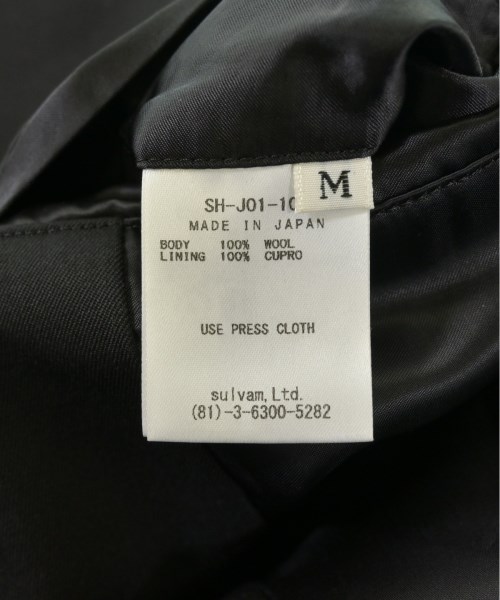 M
SH-J01-10
MADE IN JAPAN
BODY 100% WOOL
LINING 100% CUPRO
USE PRESS CLOTH
sulvam, Ltd.
(81)-3-6300-5282